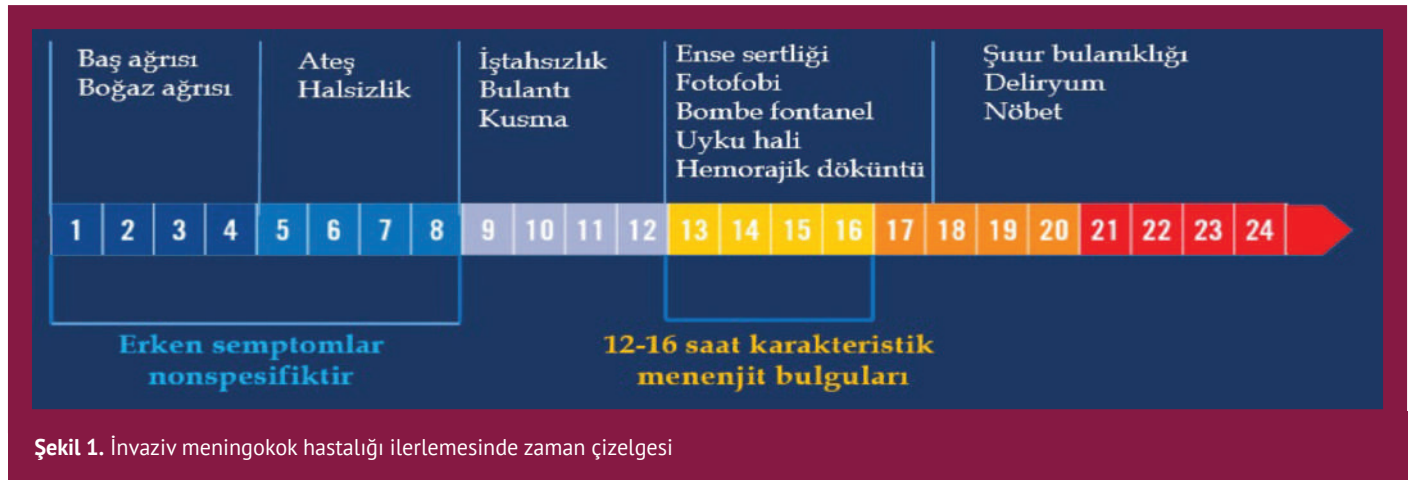 Baş ağrısı
Boğaz ağrısı
Ateş
Halsizlik
İştahsızlık
Bulantı
Kusma
Ense sertliği
Fotofobi
Bombe fontanel
Uyku hali
Hemorajik döküntü
Şuur bulanıklığı
Deliryum
Nöbet
1 2 3 4 5 6 7 8 9 10 11 12 13 14 15 16 17 18 19 20 21 22 23 24
Erken semptomlar
nonspesifiktir
12-16 saat karakteristik
menenjit bulguları
Şekil 1. İnvaziv meningokok hastalığı ilerlemesinde zaman çizelgesi